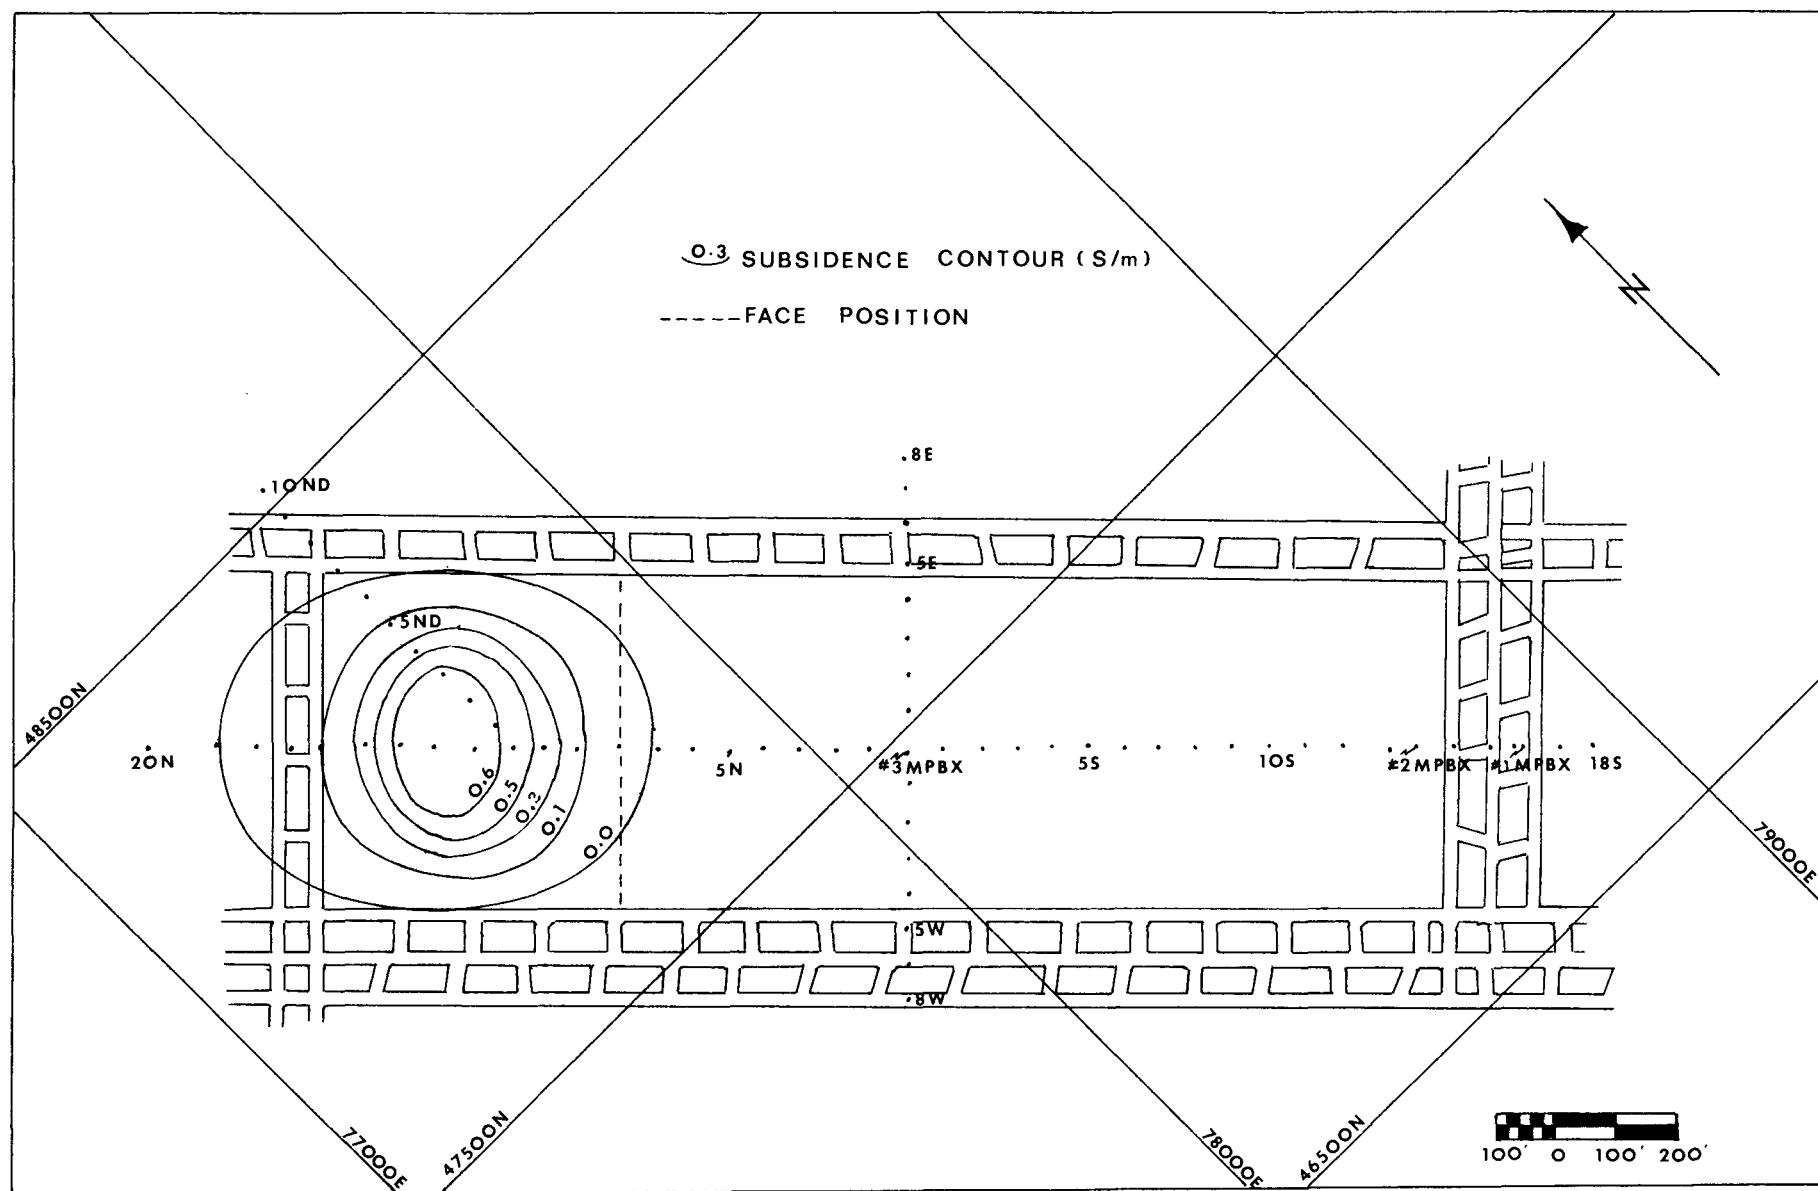 0.3 SUBSIDENCE CONTOUR (S/m)
-----FACE POSITION
N
.8E
.10ND
5E
.5ND
48500N
20N
5N
#3MPBX
5S
10S
#2MPBX
#1MPBX
18S
0.6
0.5
0.3
0.1
0.0
79000E
5W
8W
77000E
47500N
78000E
46500N
100' 0 100' 200'